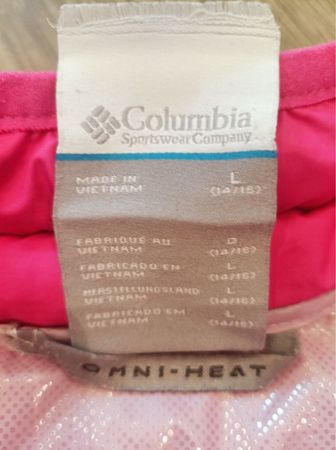 Columbia
Sportswear Company
MADE IN VIETNAM L (14/16)
FABRIQUE AU VIETNAM G (14/16)
FABRICADO EN VIETNAM L (14/16)
HERSTELLUNGSLAND VIETNAM L (14/16)
FABRICADO EM VIETNAM L (14/16)
OMNI-HEAT